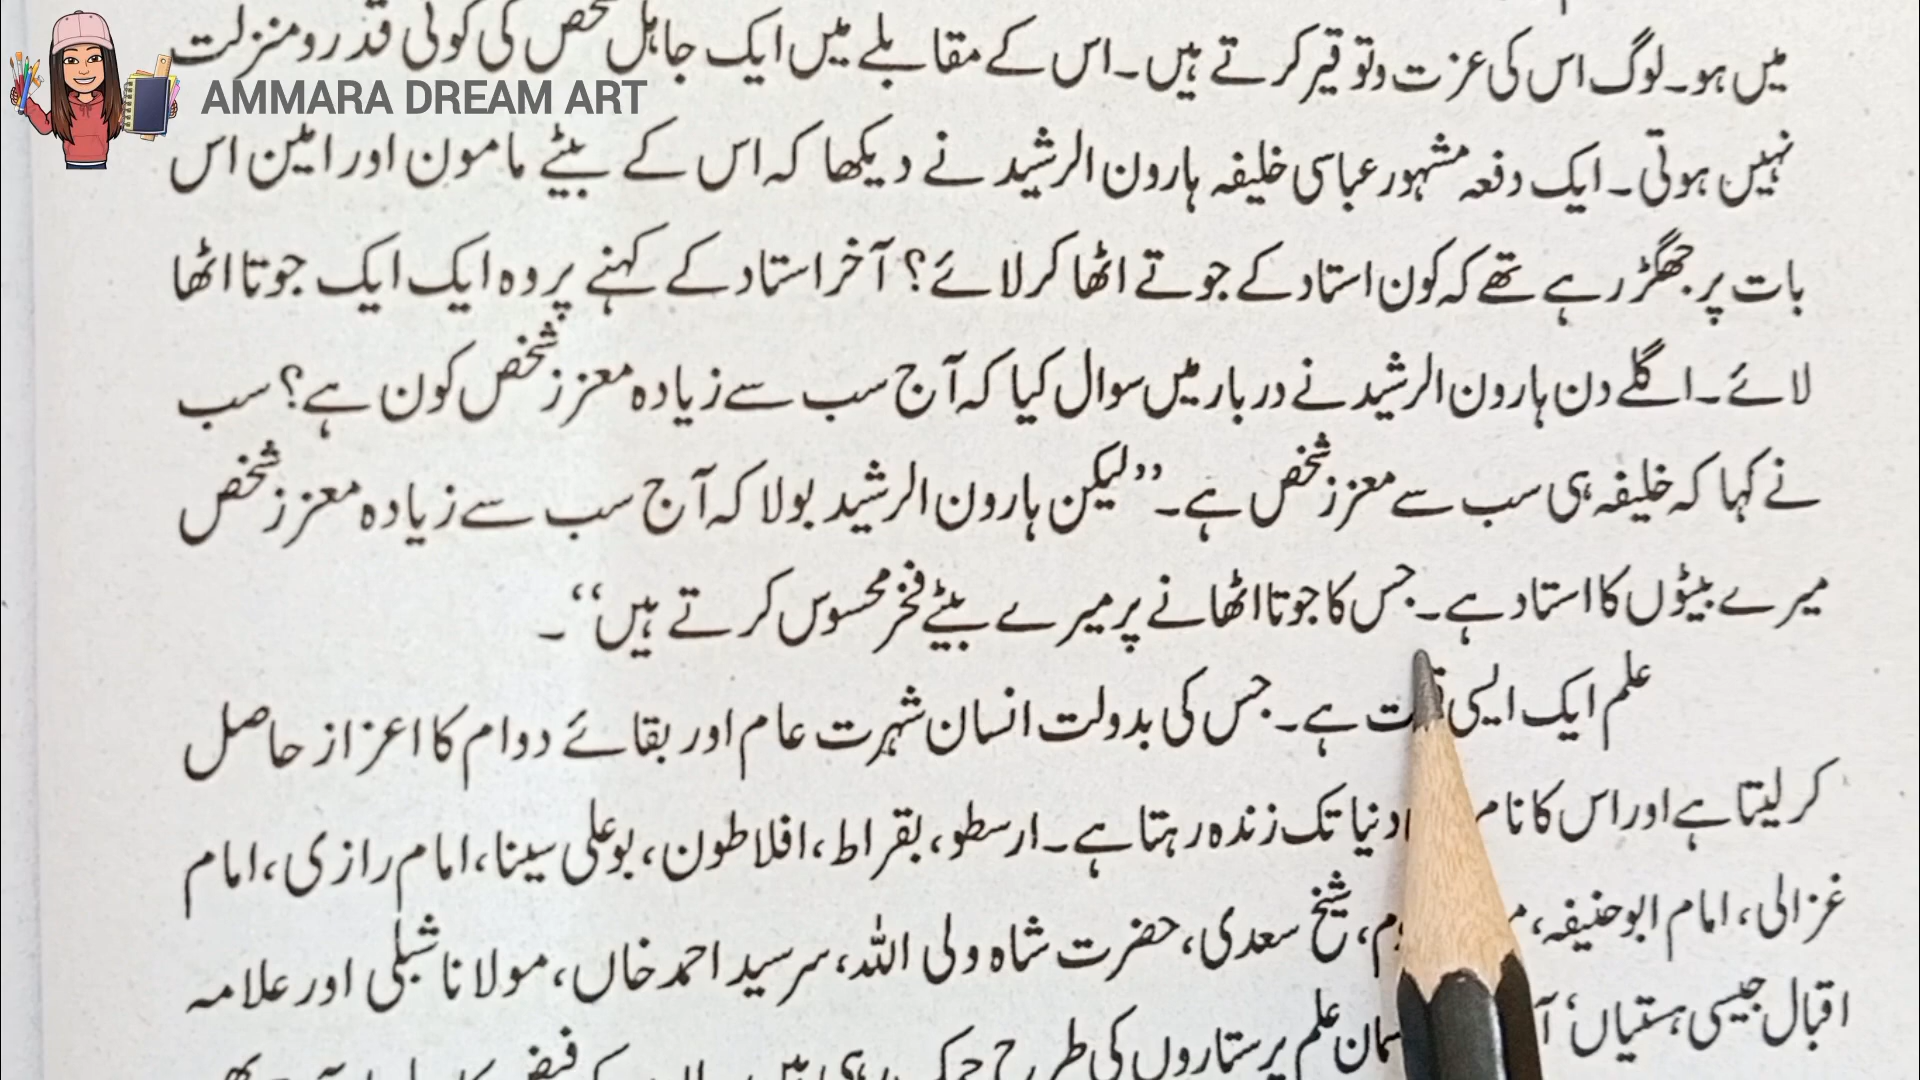 میں ہو۔ لوگ اس کی عزت و توقیر کرتے ہیں۔ اس کے مقابلے میں ایک جاہل شخص کی کوئی قدر و منزلت
AMMARA DREAM ART
نہیں ہوتی۔ ایک دفعہ مشہور عباسی خلیفہ ہارون الرشید نے دیکھا کہ اس کے بیٹے مامون اور امین اس
بات پر جھگڑ رہے تھے کہ کون استاد کے جوتے اٹھا کر لائے؟ آخر استاد کے کہنے پر وہ ایک ایک جوتا اٹھا
لائے۔ اگلے دن ہارون الرشید نے دربار میں سوال کیا کہ آج سب سے زیادہ معزز شخص کون ہے؟ سب
نے کہا کہ خلیفہ ہی سب سے معزز شخص ہے۔ ’’لیکن ہارون الرشید بولا کہ آج سب سے زیادہ معزز شخص
میرے بیٹوں کا استاد ہے۔ جس کا جوتا اٹھانے پر میرے بیٹے فخر محسوس کرتے ہیں‘‘۔
علم ایک ایسی ہے۔ جس کی بدولت انسان شہرت عام اور بقائے دوام کا اعزاز حاصل
کر لیتا ہے اور اس کا نام دنیا تک زندہ رہتا ہے۔ ارسطو، بقراط، افلاطون، بوعلی سینا، امام رازی، امام
غزالی، امام ابوحنیفہ، شیخ سعدی، حضرت شاہ ولی اللہ، سرسید احمد خاں، مولانا شبلی اور علامہ
اقبال جیسی ہستیاں علم پر ستاروں کی طرح